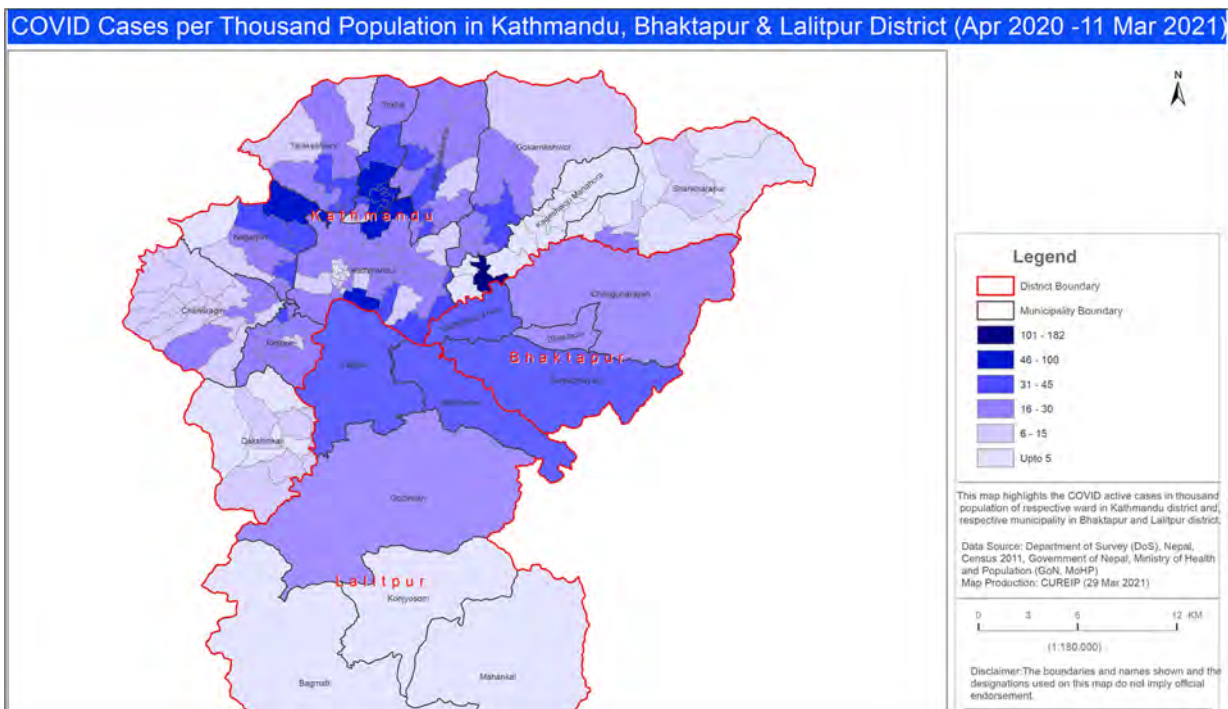 COVID Cases per Thousand Population in Kathmandu, Bhaktapur & Lalitpur District (Apr 2020 -11 Mar 2021)
N
Tokha
Tarakeshwor
Gokarneshwor
Kageshwori Manahora
Shankharapur
Kathmandu
Nagarjun
Kathmandu
Changunarayan
Chandragiri
Bhaktapur
Kirtipur
Bhaktapur
Lalitpur
Suryabinayak
Dakshinkali
Godawari
Lalitpur
Konjyosom
Bagmati
Mahankal
Legend
District Boundary
Municipality Boundary
101 - 182
46 - 100
31 - 45
16 - 30
6 - 15
Upto 5
This map highlights the COVID active cases in thousand
population of respective ward in Kathmandu district and
respective municipality in Bhaktapur and Lalitpur district.
Data Source: Department of Survey (DoS), Nepal,
Census 2011, Government of Nepal, Ministry of Health
and Population (GoN, MoHP)
Map Production: CUREIP (29 Mar 2021)
0 3 6 12 KM
(1:180,000)
Disclaimer:The boundaries and names shown and the
designations used on this map do not imply official
endorsement.